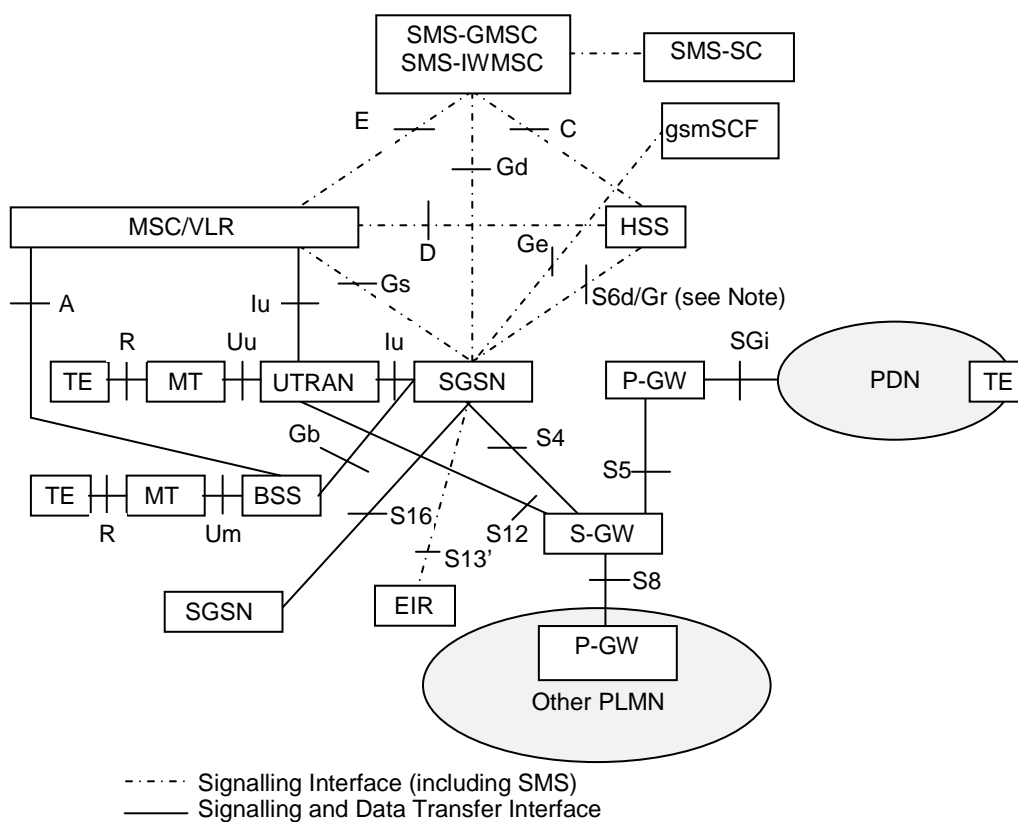 SMS-GMSC
SMS-IWMSC
SMS-SC
gsmSCF
E
C
Gd
MSC/VLR
D
HSS
Ge
Gs
S6d/Gr (see Note)
A
Iu
R
Uu
Iu
TE
MT
UTRAN
SGSN
P-GW
SGi
PDN
TE
Gb
S4
S5
TE
MT
BSS
R
Um
S16
S12
S-GW
S13’
S8
SGSN
EIR
P-GW
Other PLMN
Signalling Interface (including SMS)
Signalling and Data Transfer Interface